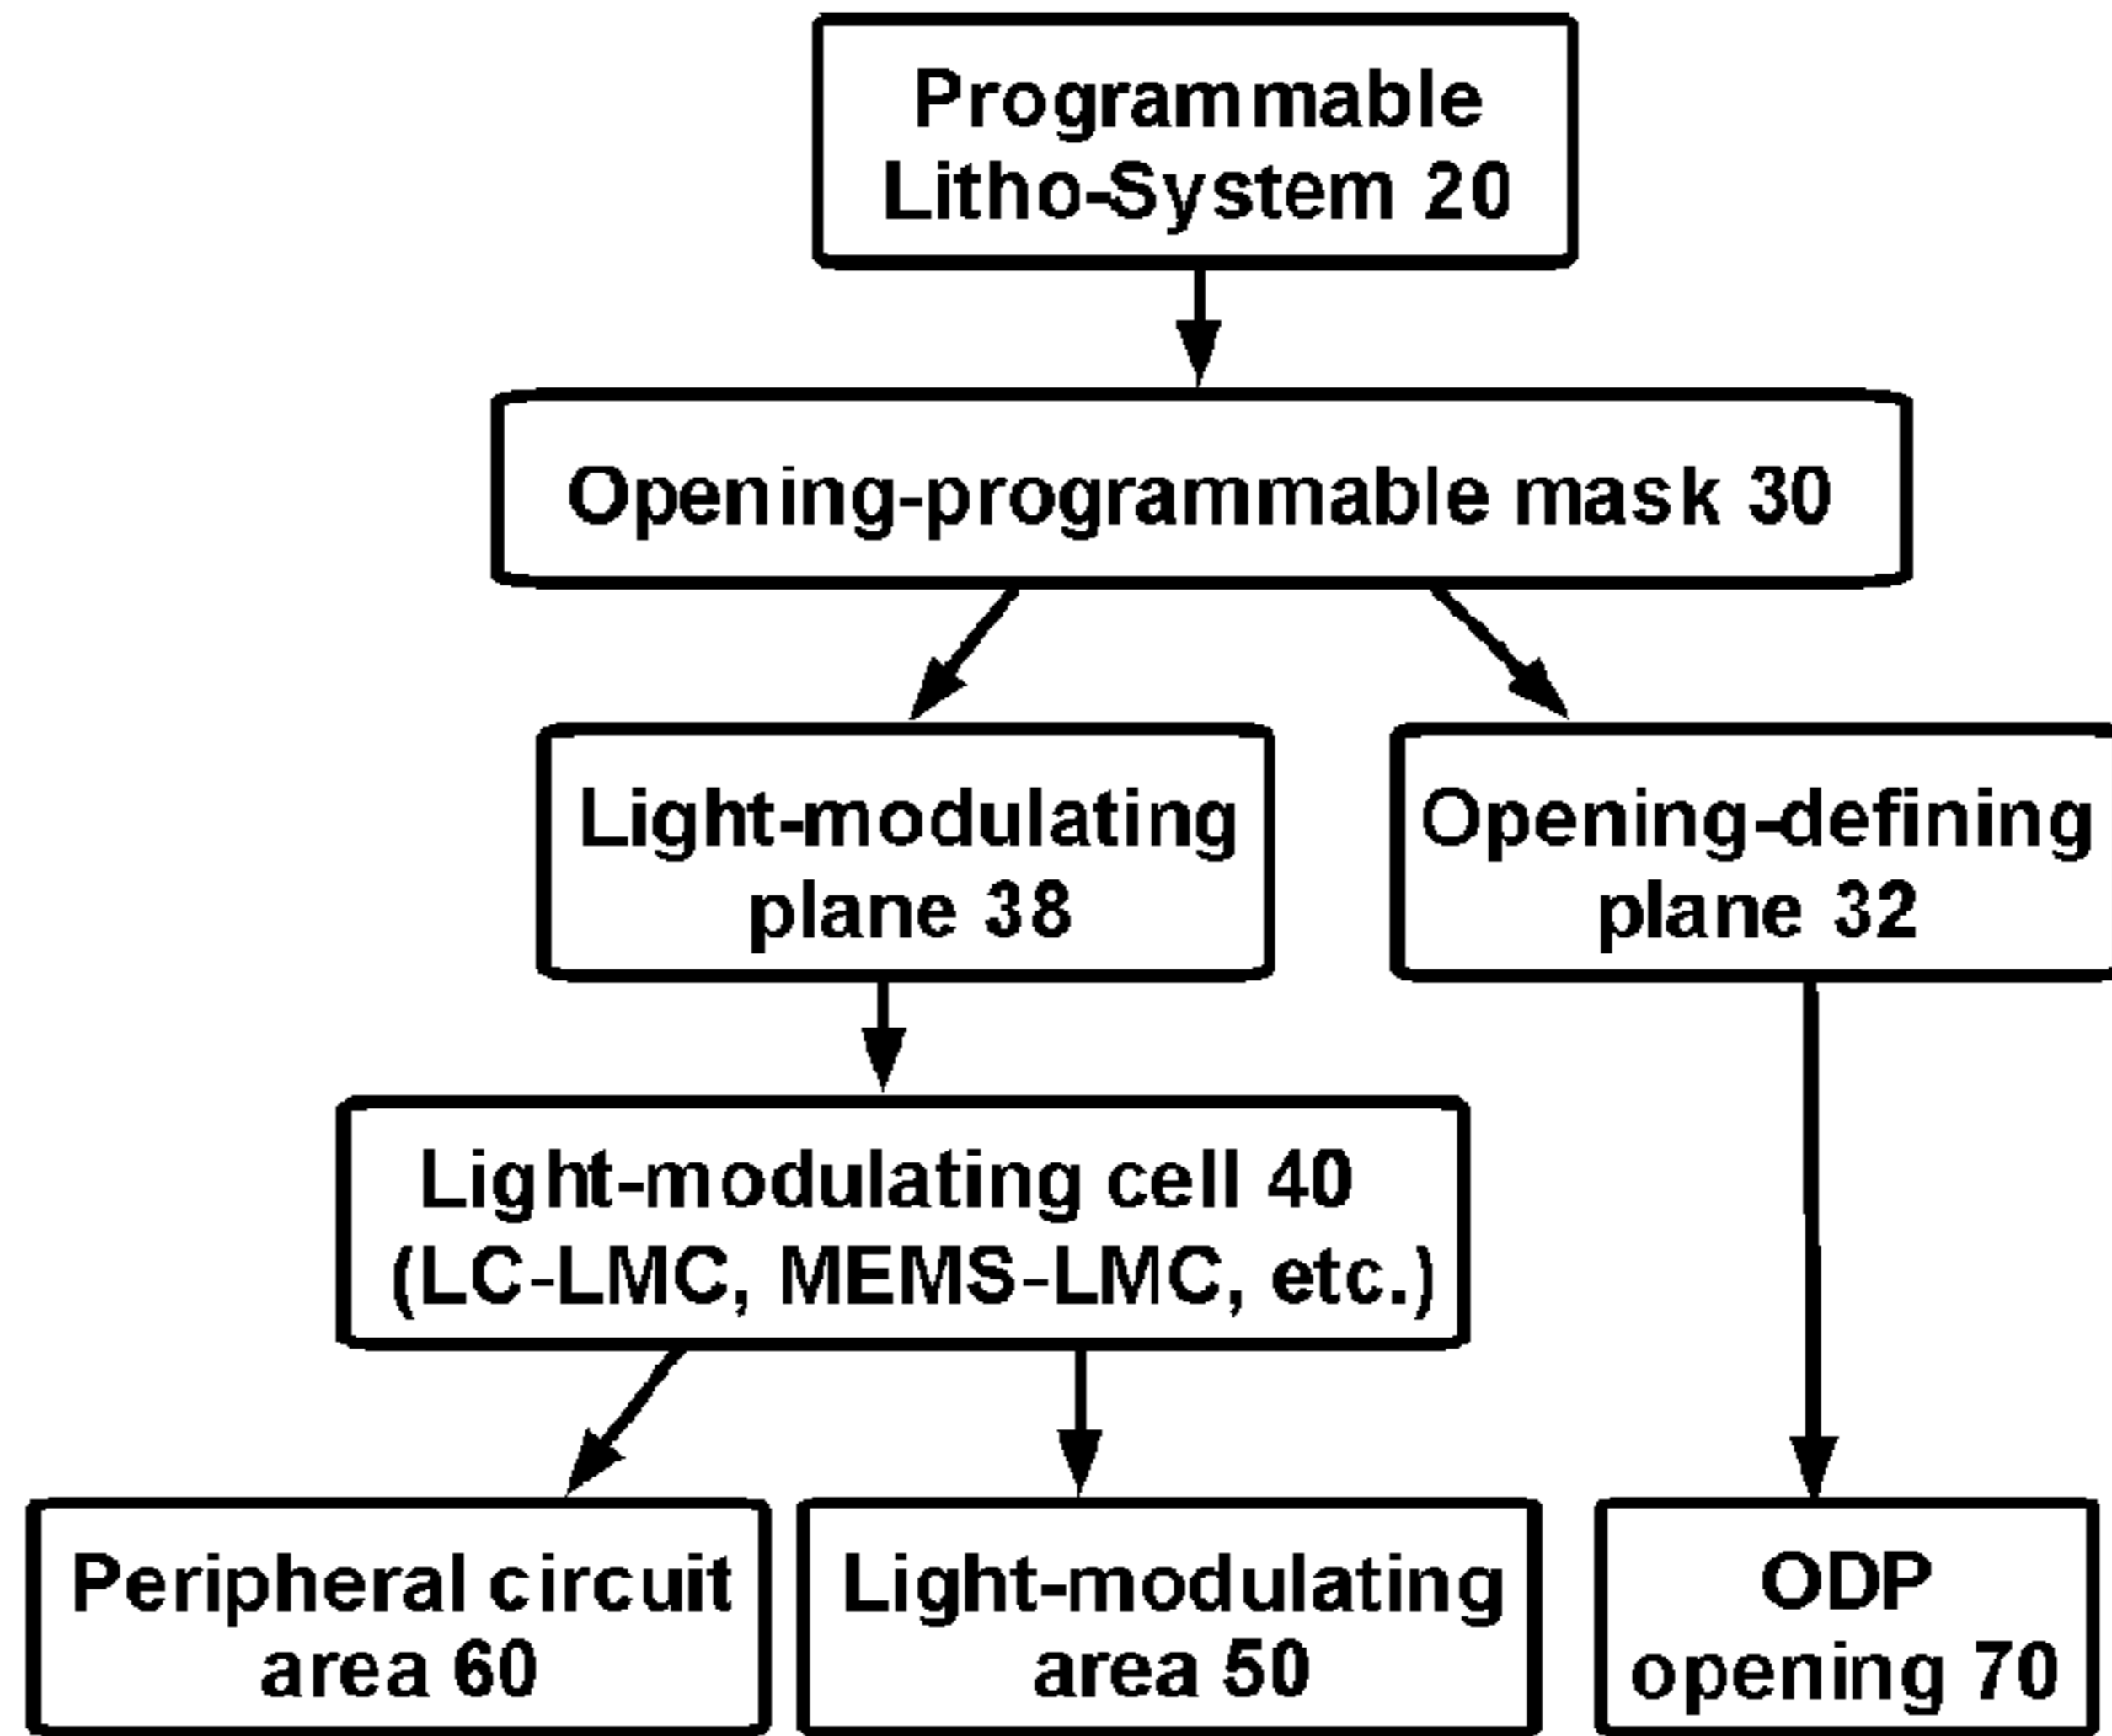 Programmable
Litho-System 20
Opening-programmable mask 30
Light-modulating
plane 38
Opening-defining
plane 32
Light-modulating cell 40
(LC-LMC, MEMS-LMC, etc.)
Peripheral circuit
area 60
Light-modulating
area 50
ODP
opening 70